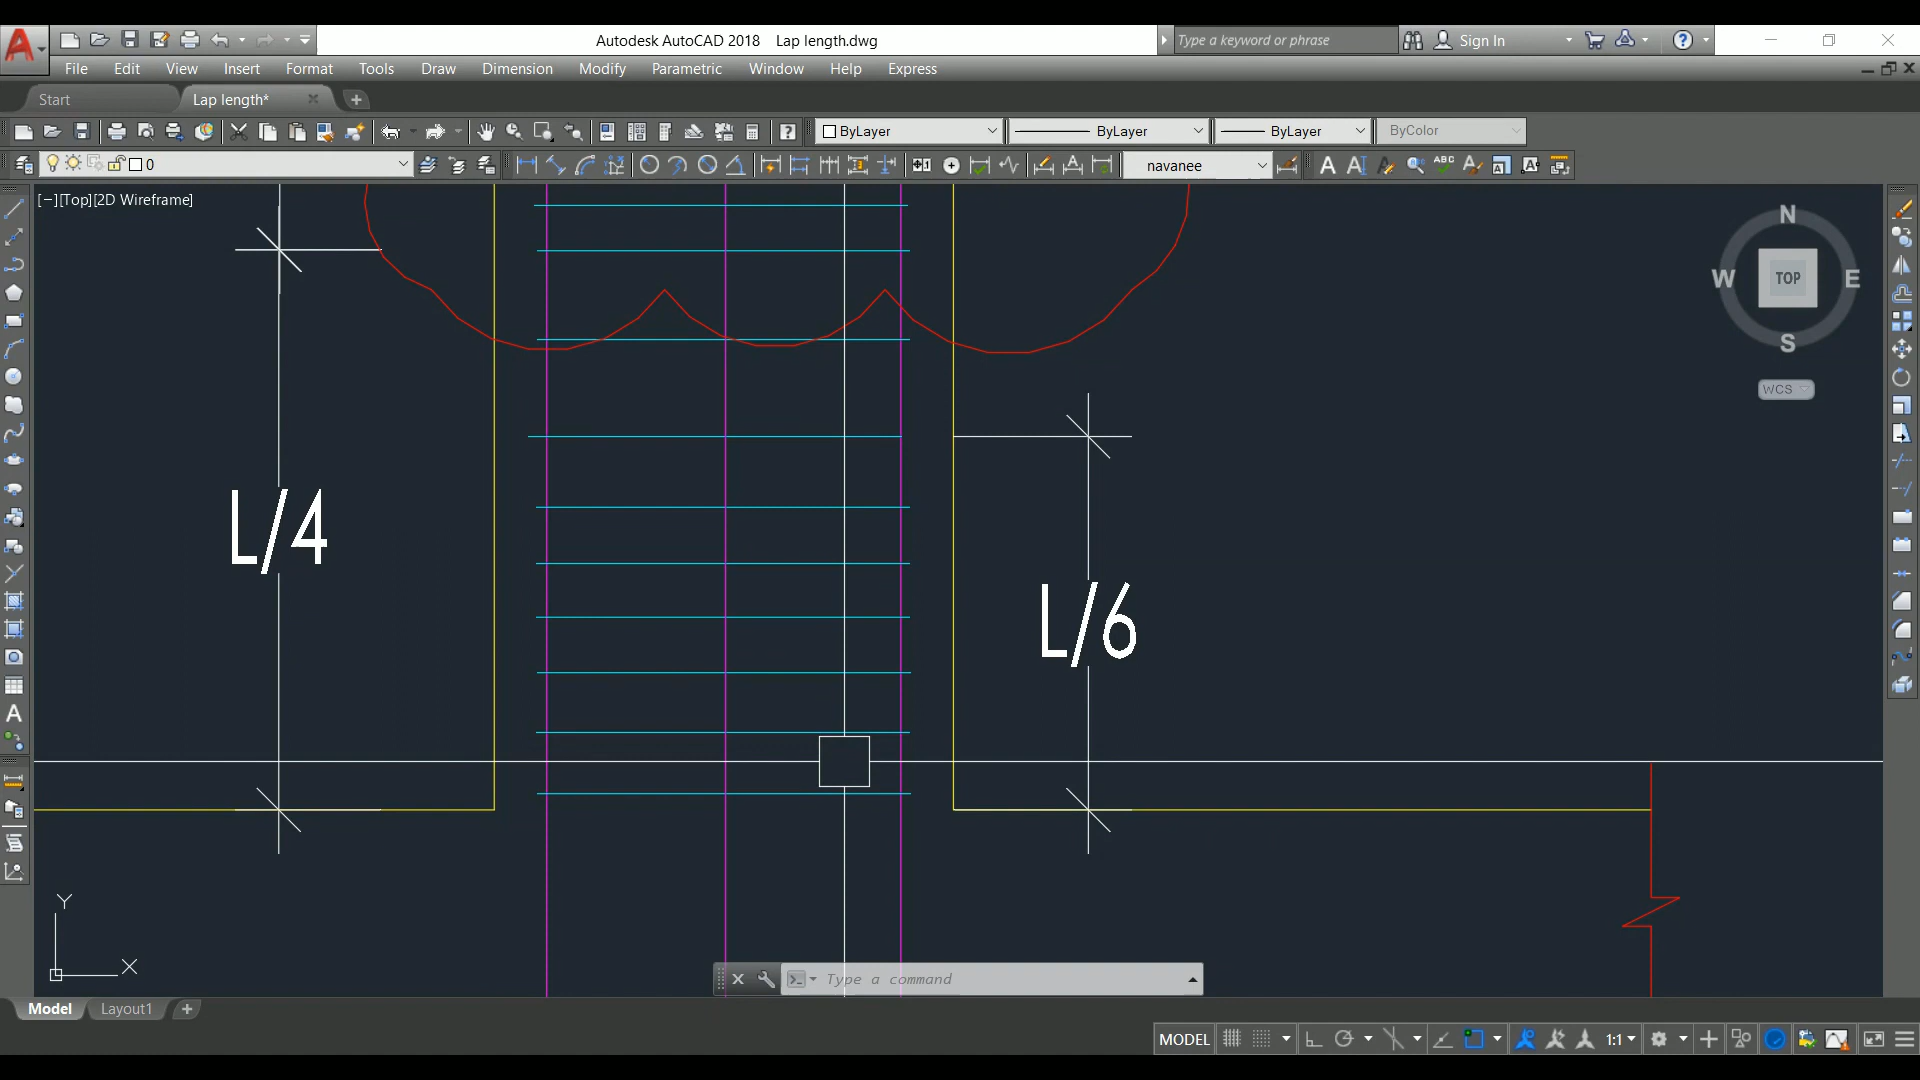 Autodesk AutoCAD 2018 Lap length.dwg
Type a keyword or phrase
Sign In
File Edit View Insert Format Tools Draw Dimension Modify Parametric Window Help Express
Start
Lap length*
ByLayer
ByLayer
ByLayer
ByColor
0
navanee
[−][Top][2D Wireframe]
N
W
TOP
E
S
WCS
L/4
L/6
Y
X
Type a command
Model
Layout1
MODEL
1:1